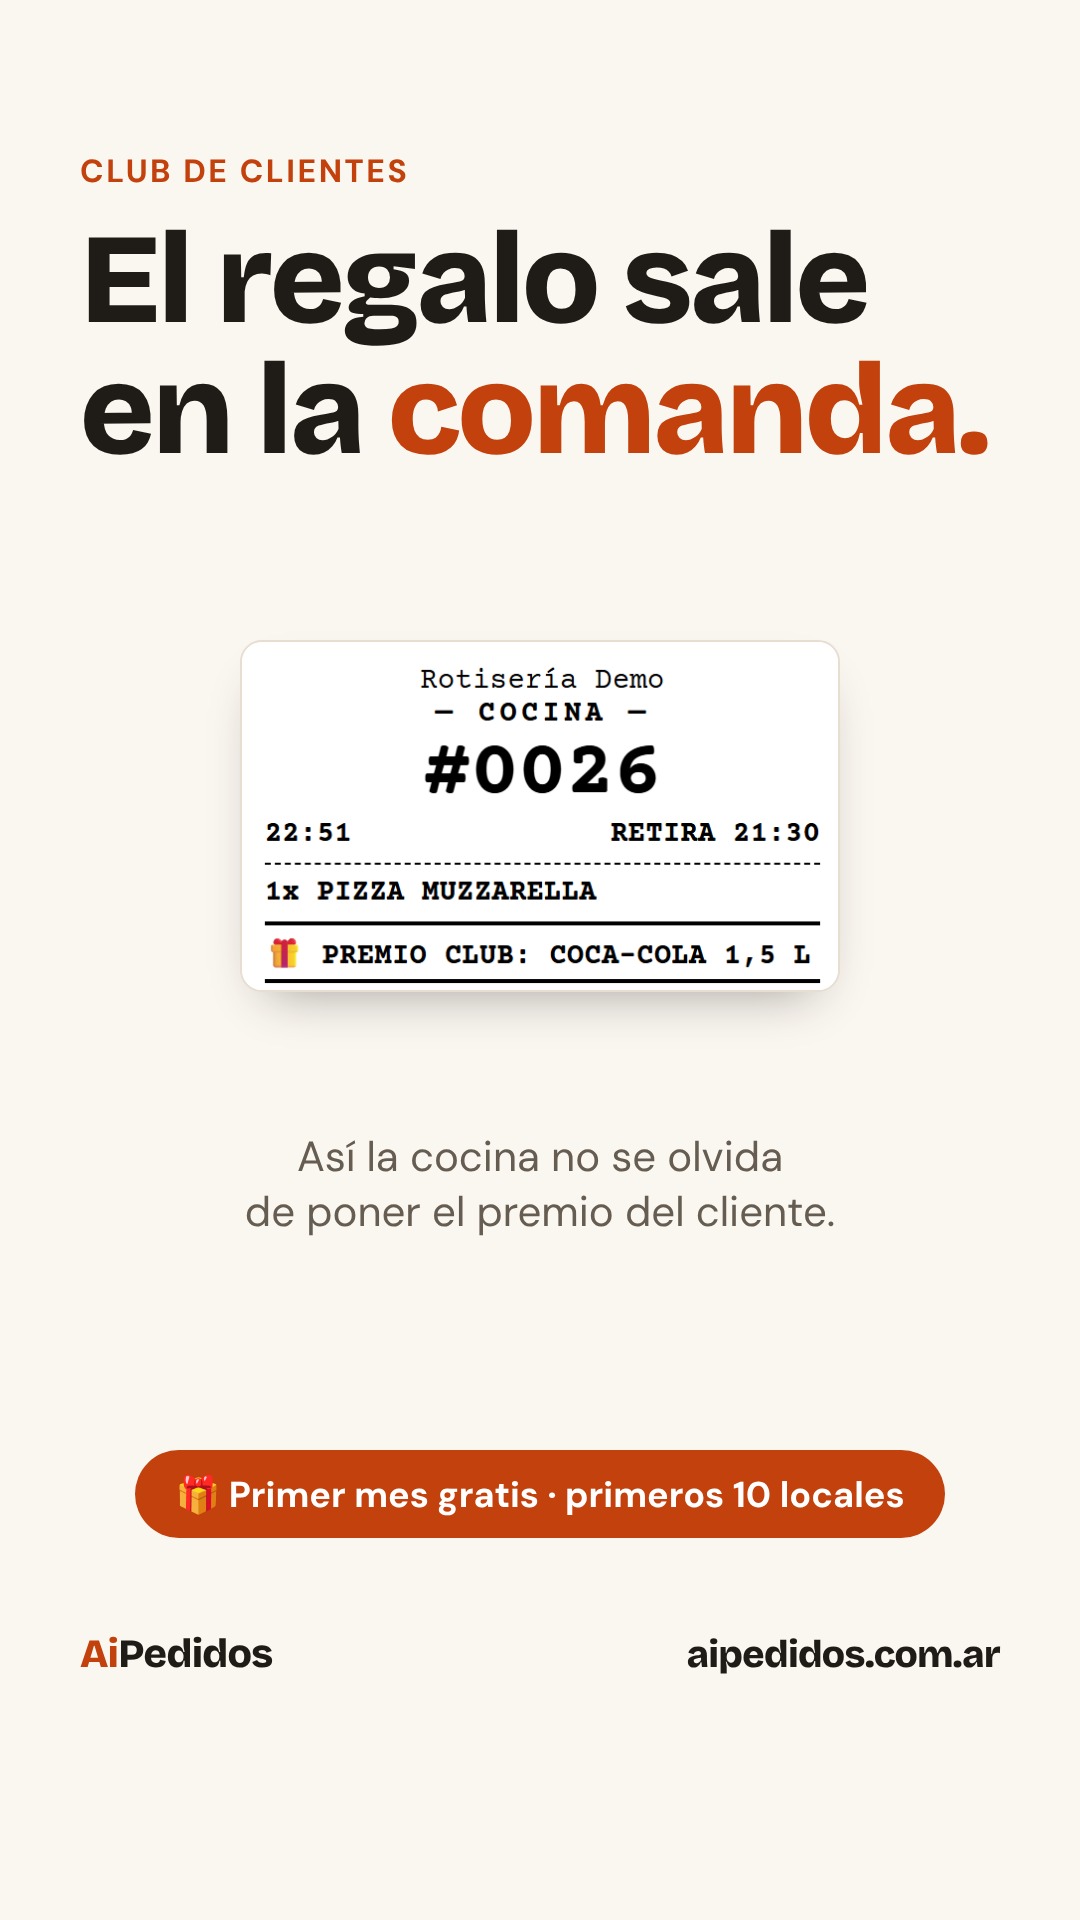 CLUB DE CLIENTES
El regalo sale
en la comanda.
Rotisería Demo
— COCINA —
#0026
22:51 RETIRA 21:30
1x PIZZA MUZZARELLA
🎁 PREMIO CLUB: COCA-COLA 1,5 L
Así la cocina no se olvida
de poner el premio del cliente.
🎁 Primer mes gratis · primeros 10 locales
AiPedidos aipedidos.com.ar